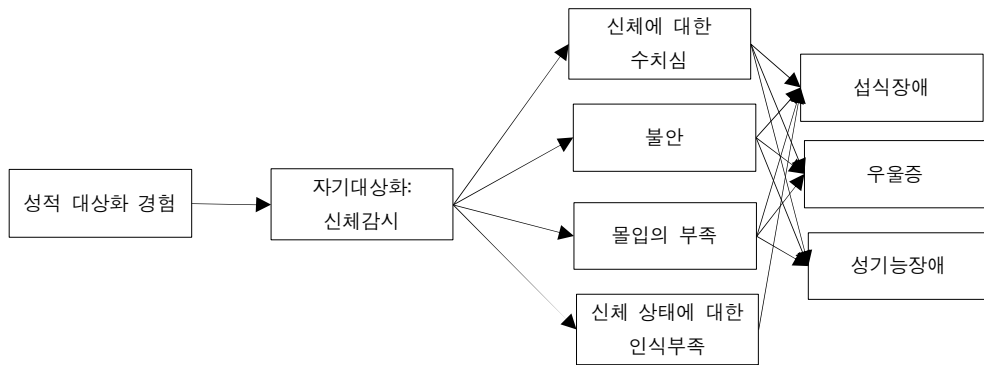 성적 대상화 경험
자기대상화:
신체감시
신체에 대한
수치심
불안
몰입의 부족
신체 상태에 대한
인식부족
섭식장애
우울증
성기능장애